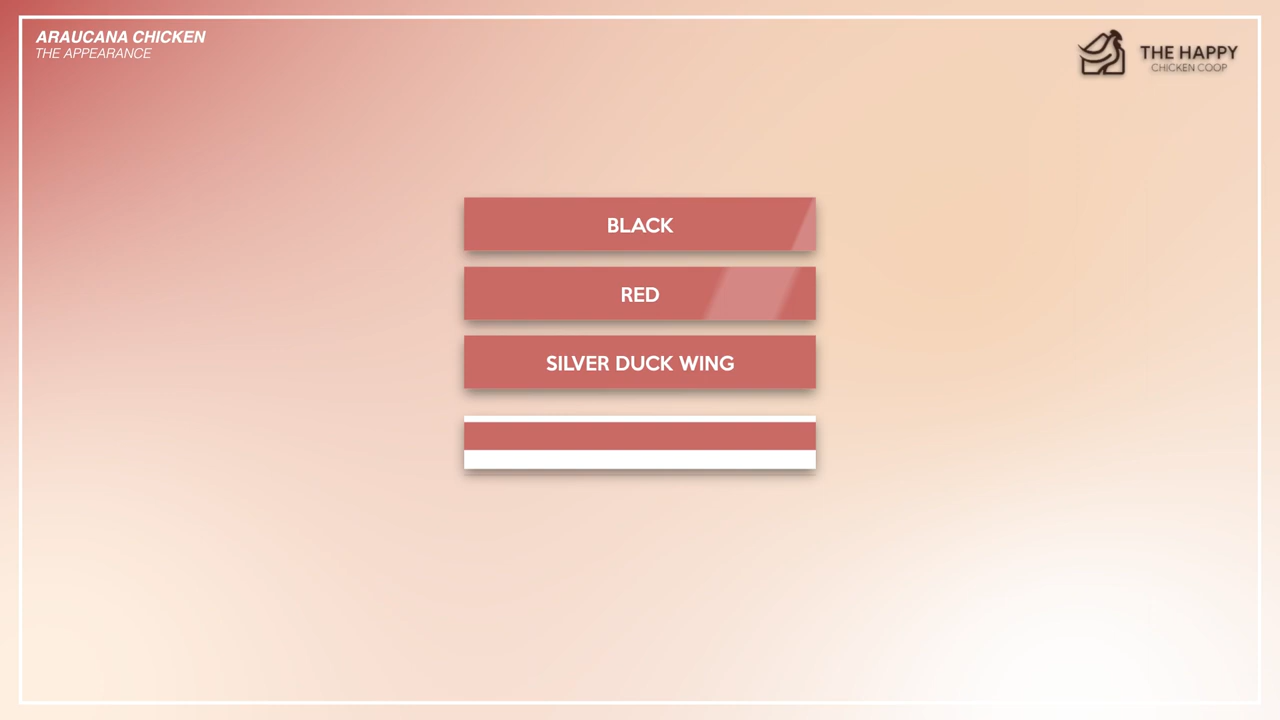 ARAUCANA CHICKEN
THE APPEARANCE
THE HAPPY
CHICKEN COOP
BLACK
RED
SILVER DUCK WING